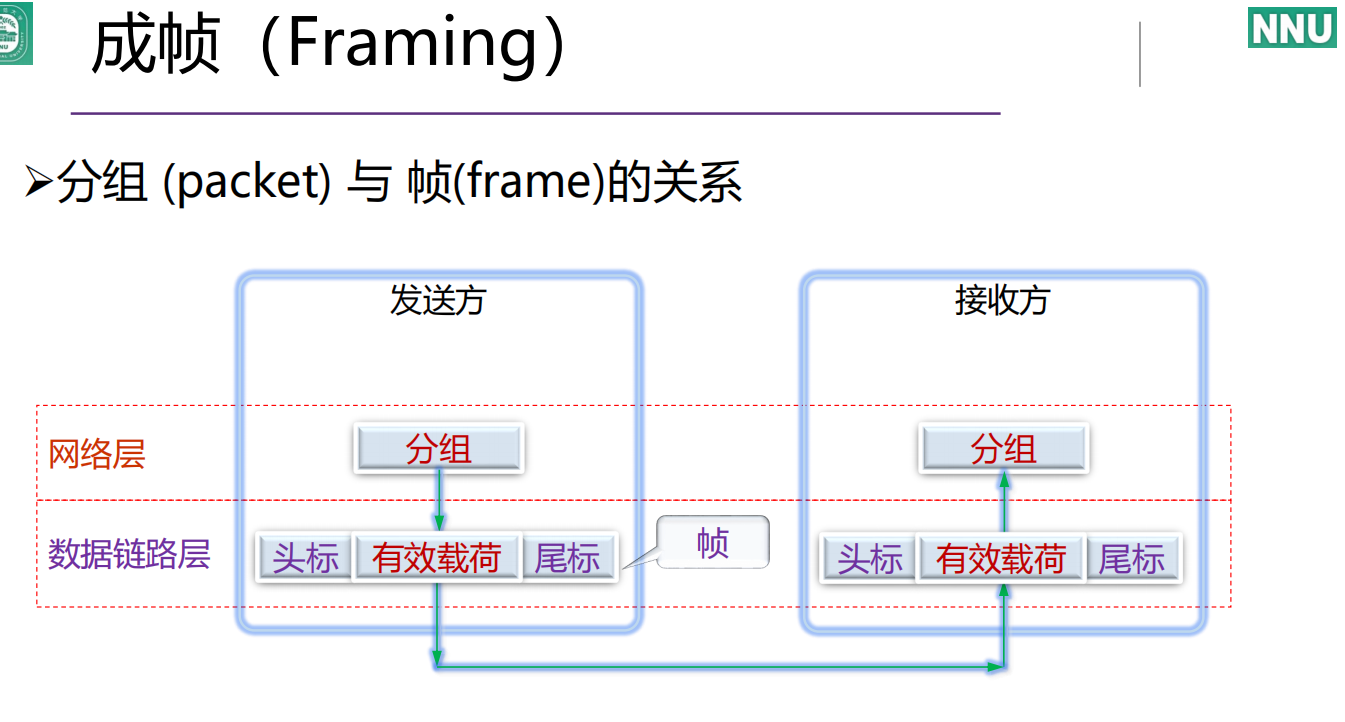 成帧（Framing）
NNU
➢分组 (packet) 与 帧(frame)的关系
发送方
接收方
网络层
分组
分组
数据链路层
头标
有效载荷
尾标
帧
头标
有效载荷
尾标